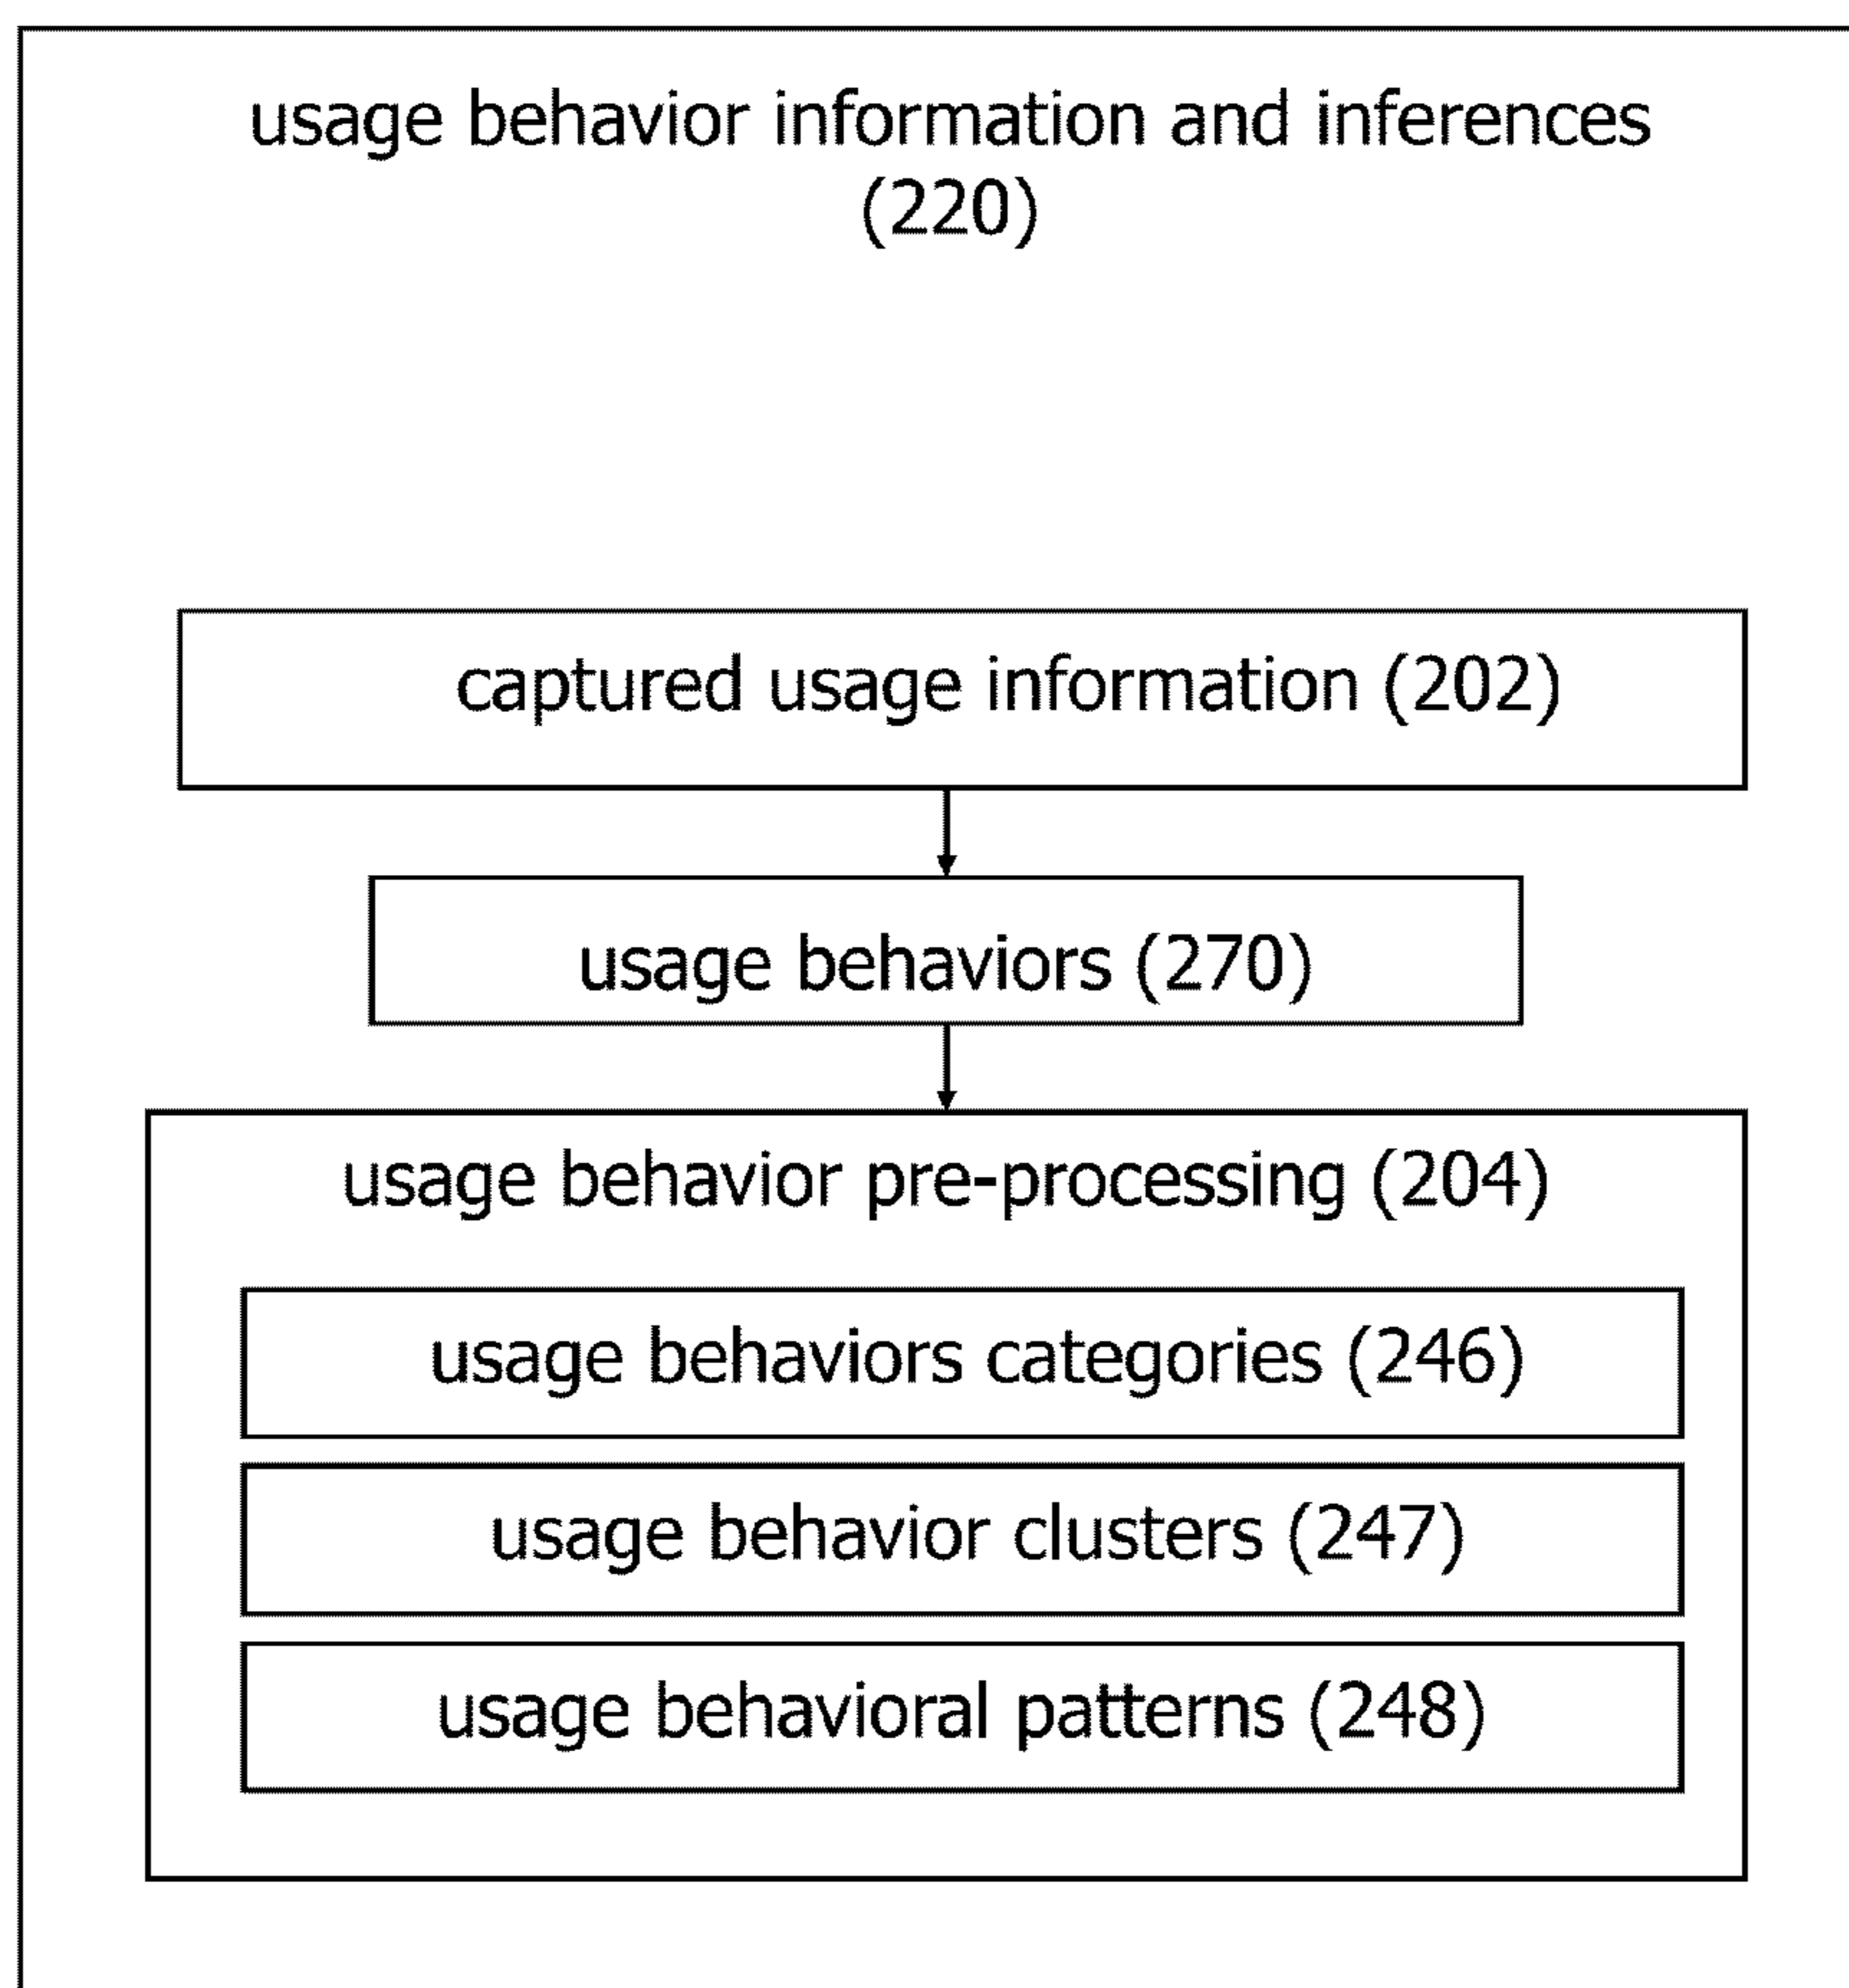 usage behavior information and inferences
(220)
captured usage information (202)
usage behaviors (270)
usage behavior pre-processing (204)
usage behaviors categories (246)
usage behavior clusters (247)
usage behavioral patterns (248)